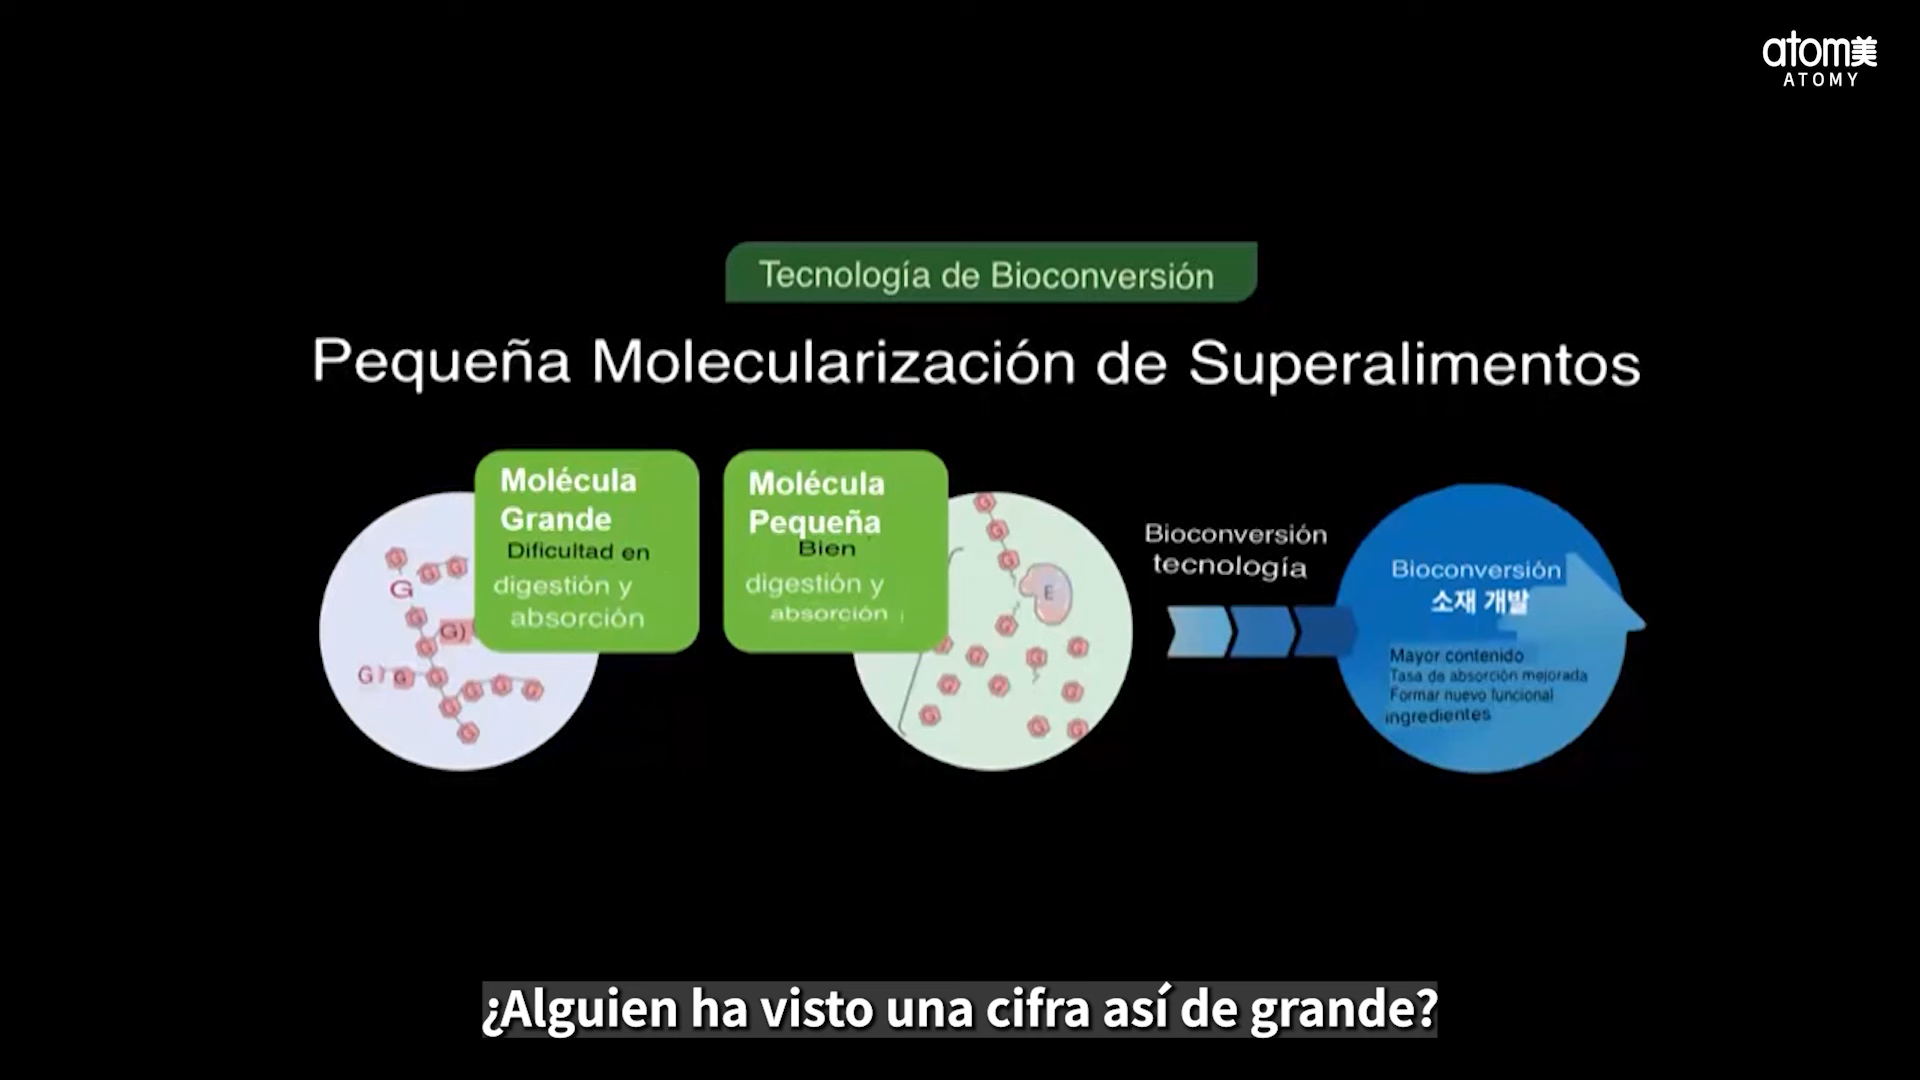 atom美
ATOMY
Tecnología de Bioconversión
Pequeña Molecularización de Superalimentos
Molécula
Grande
Dificultad en
digestión y
absorción
Molécula
Pequeña
Bien
digestión y
absorción
Bioconversión
tecnología
Bioconversión
소재 개발
Mayor contenido
Tasa de absorción mejorada
Formar nuevo funcional
ingredientes
¿Alguien ha visto una cifra así de grande?